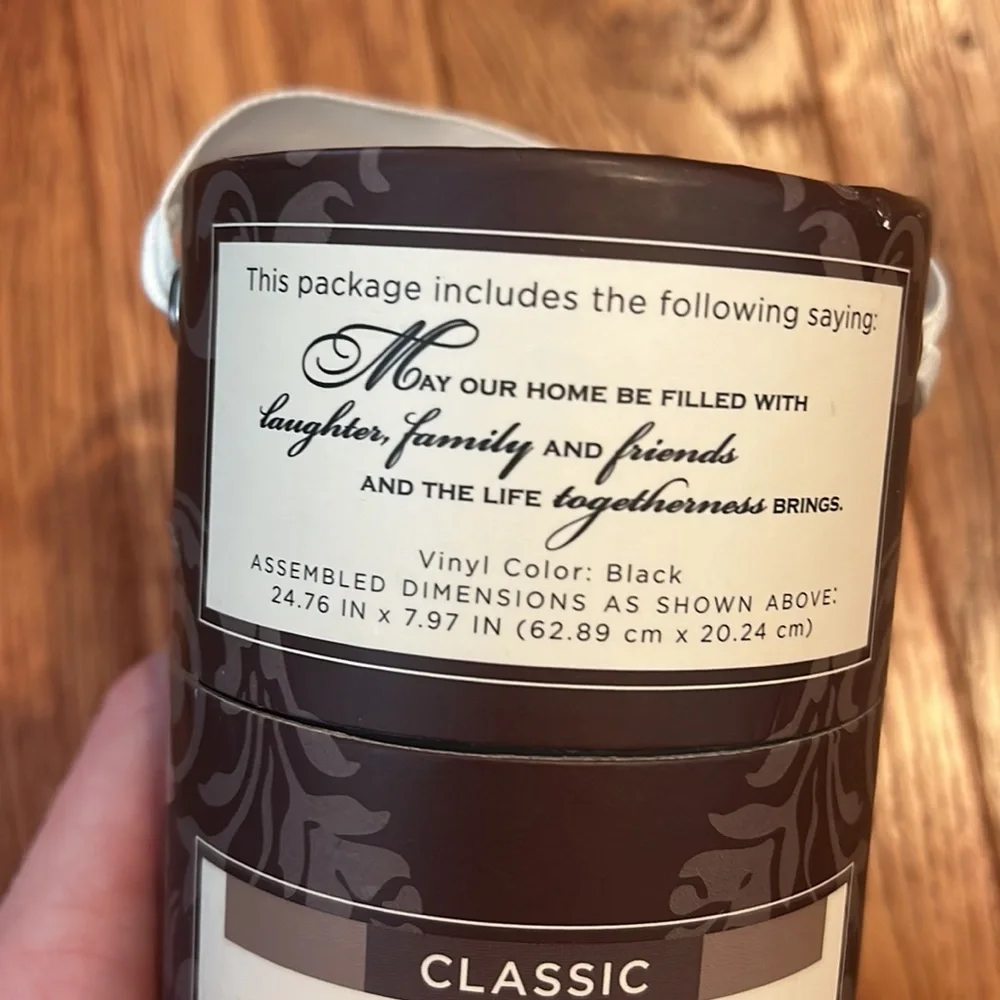 This package includes the following saying:
MAY OUR HOME BE FILLED WITH
laughter, family AND friends
AND THE LIFE togetherness BRINGS.
Vinyl Color: Black
ASSEMBLED DIMENSIONS AS SHOWN ABOVE:
24.76 IN x 7.97 IN (62.89 cm x 20.24 cm)
CLASSIC